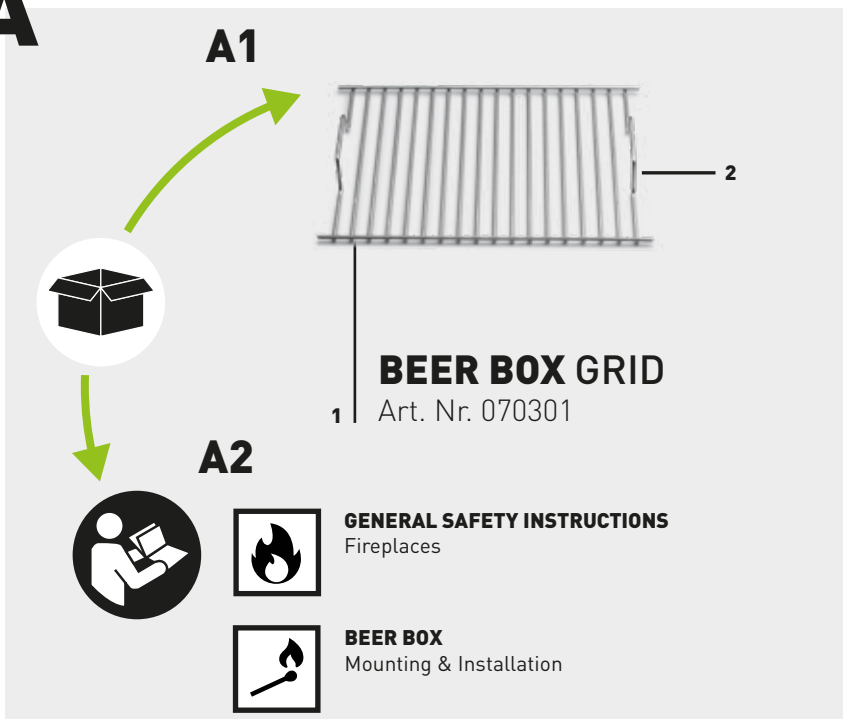 A
A1
2
BEER BOX GRID
1
Art. Nr. 070301
A2
GENERAL SAFETY INSTRUCTIONS
Fireplaces
BEER BOX
Mounting & Installation